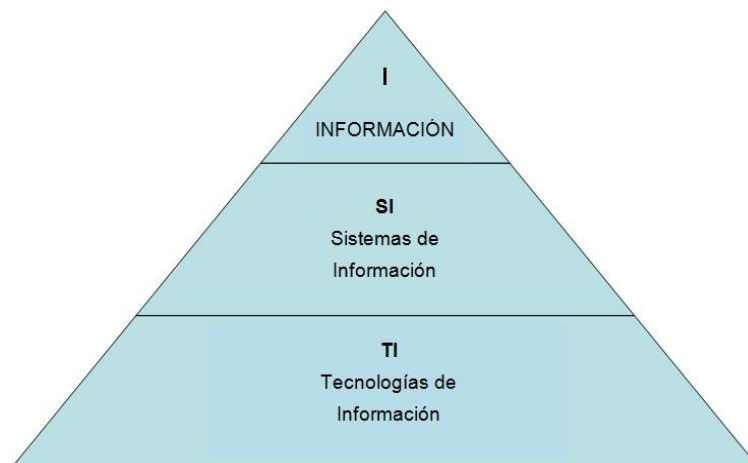 I
INFORMACIÓN
SI
Sistemas de
Información
TI
Tecnologías de
Información